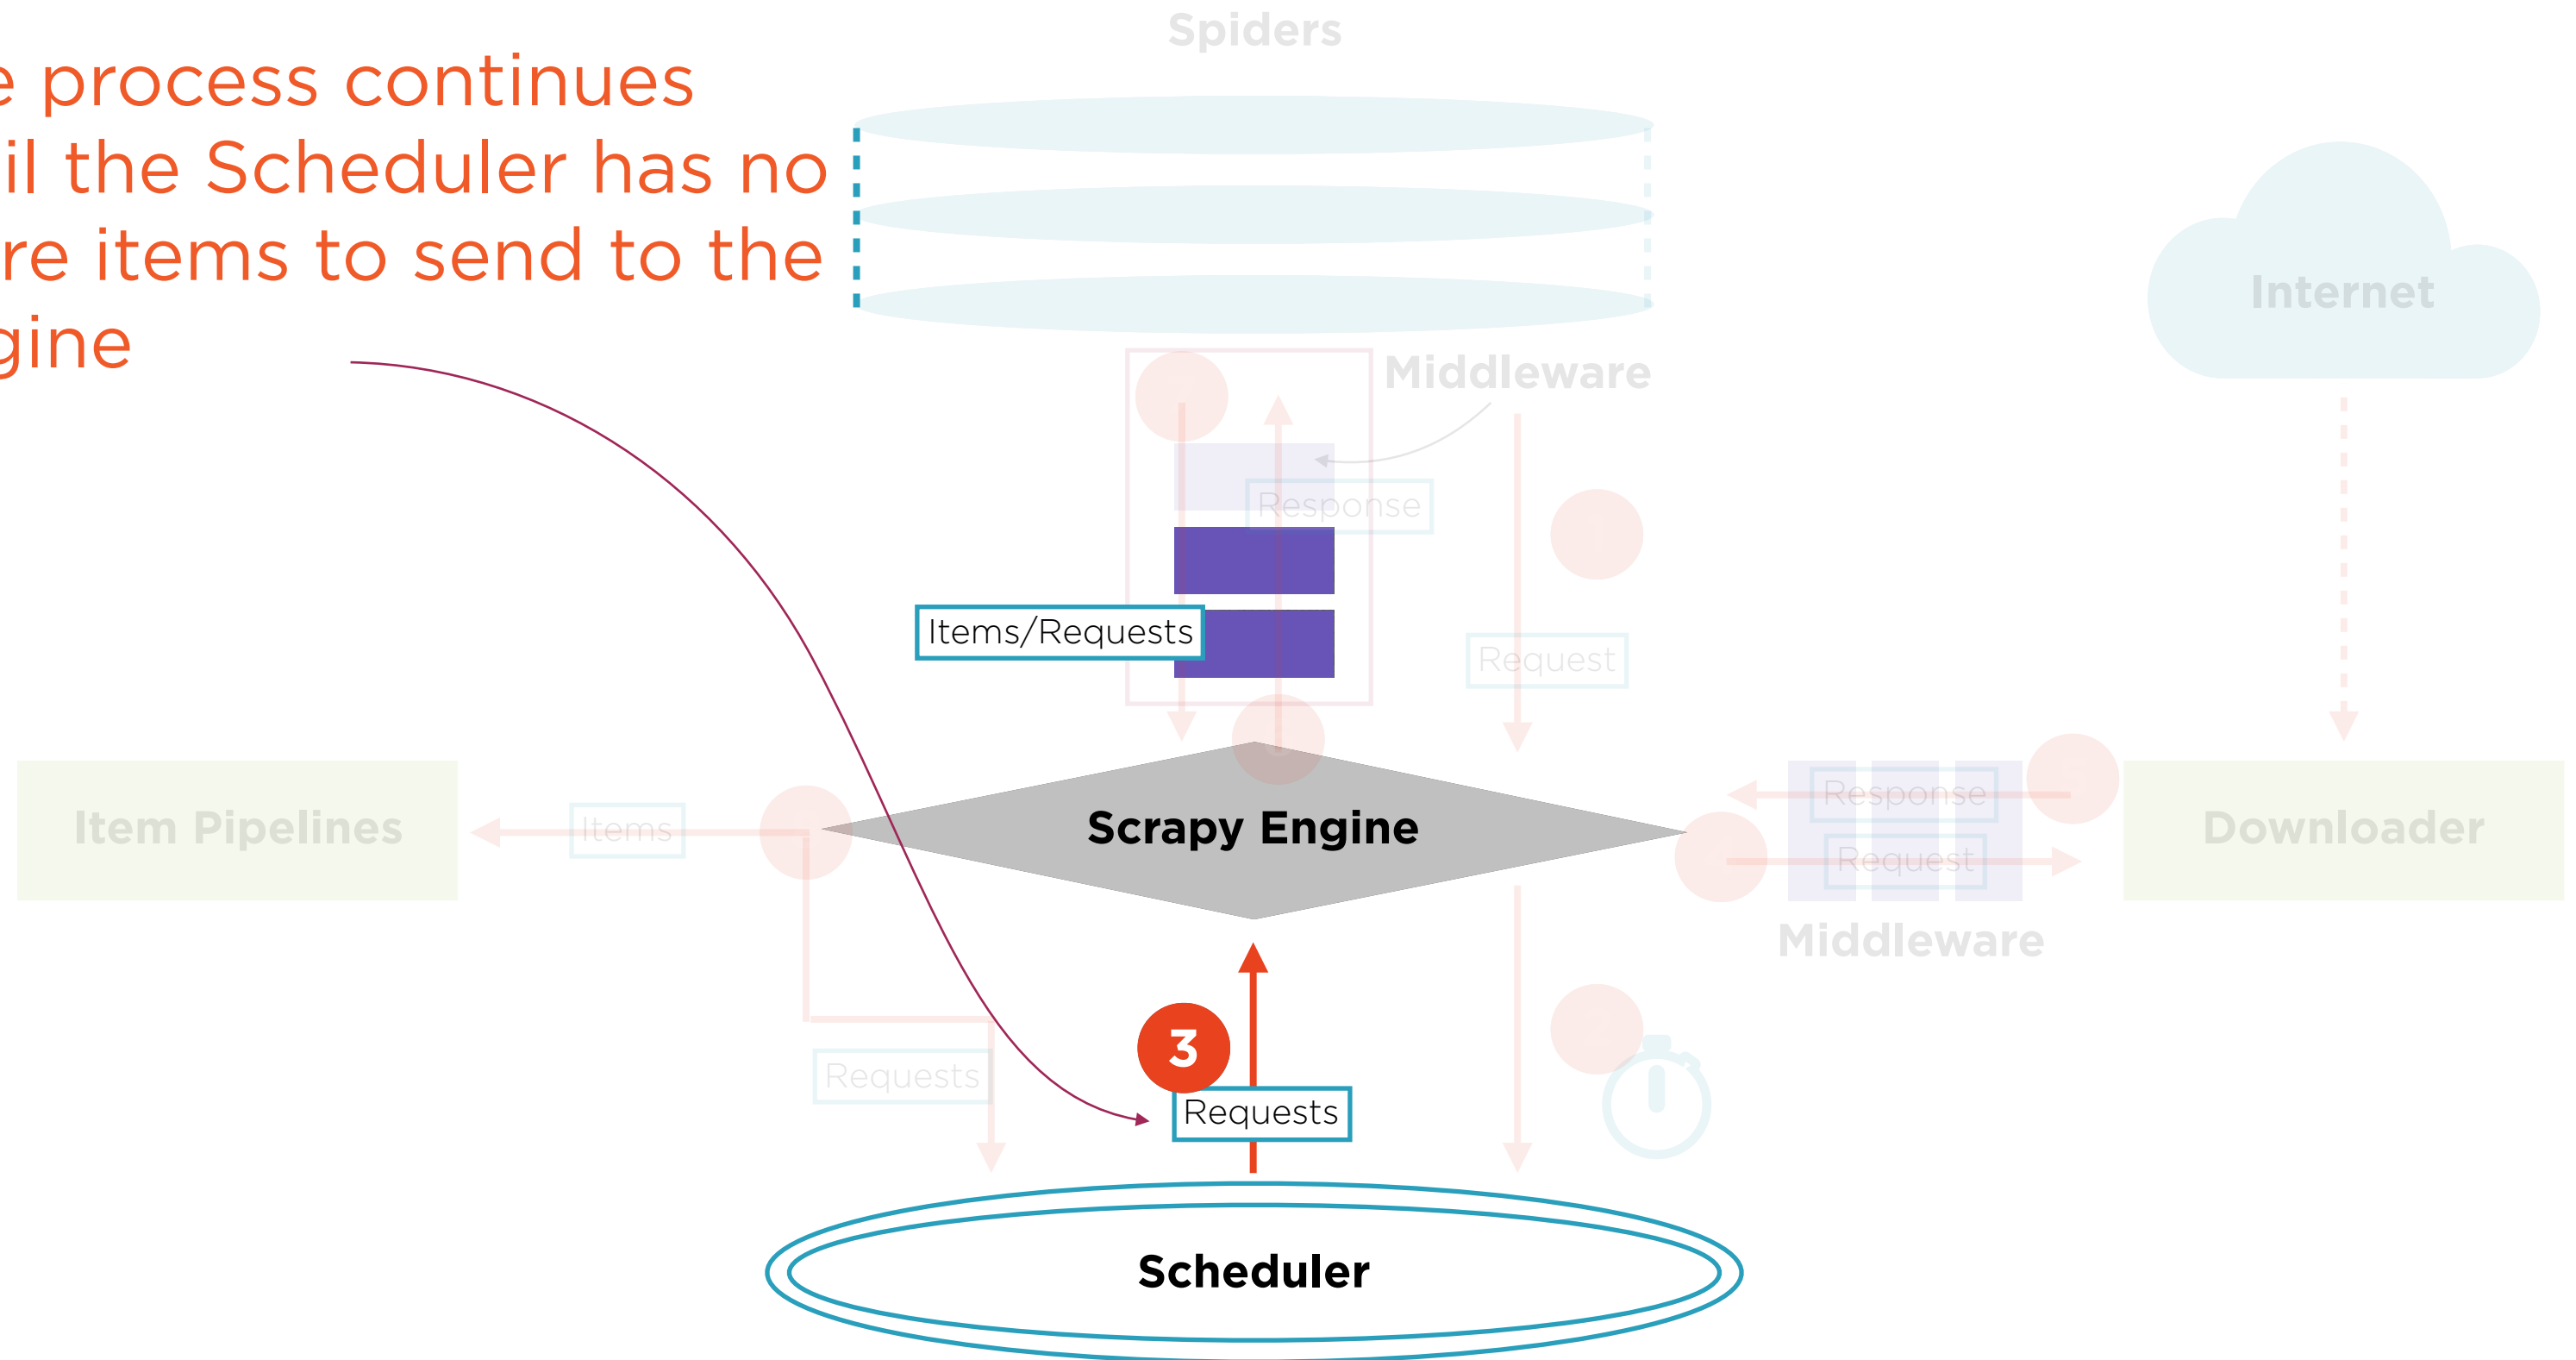 Spiders
e process continues
il the Scheduler has no
re items to send to the
gine
Internet
Middleware
Response
Items/Requests
Request
Item Pipelines
Items
Scrapy Engine
Response
Request
Downloader
Middleware
3
Requests
Requests
Scheduler